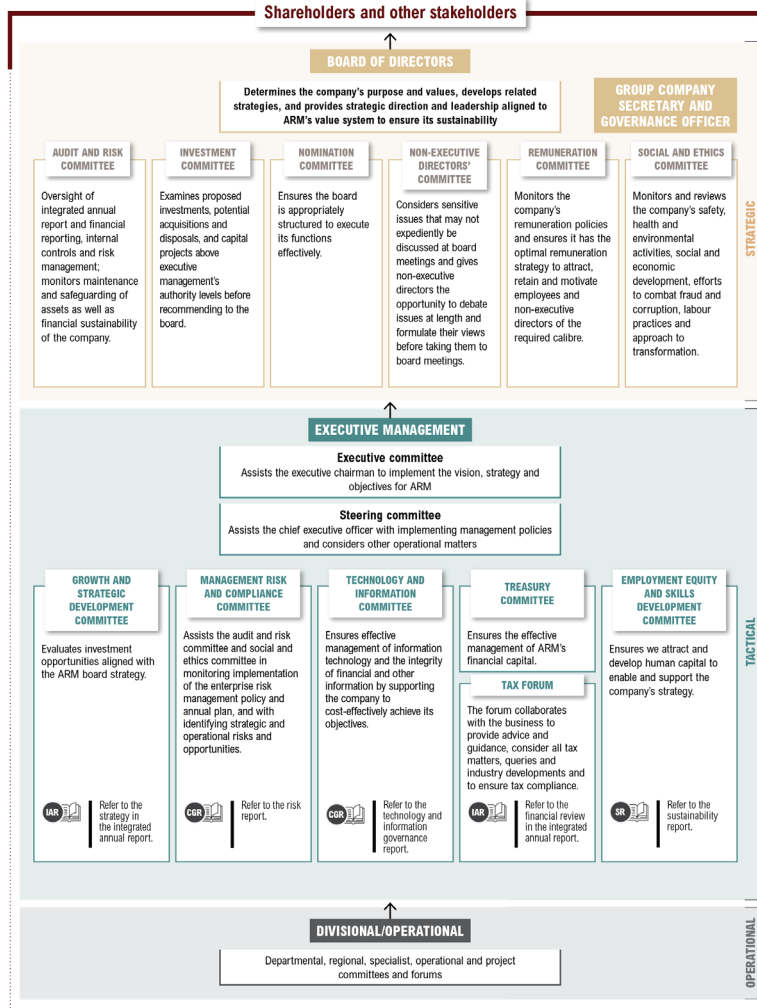 Shareholders and other stakeholders
BOARD OF DIRECTORS
Determines the company's purpose and values, develops related
strategies, and provides strategic direction and leadership aligned to
ARM's value system to ensure its sustainability
GROUP COMPANY
SECRETARY AND
GOVERNANCE OFFICER
STRATEGIC
AUDIT AND RISK
COMMITTEE
Oversight of
integrated annual
report and financial
reporting, internal
controls and risk
management;
monitors maintenance
and safeguarding of
assets as well as
financial sustainability
of the company.
INVESTMENT
COMMITTEE
Examines proposed
investments, potential
acquisitions and
disposals, and capital
projects above
executive
management's
authority levels before
recommending to the
board.
NOMINATION
COMMITTEE
Ensures the board
is appropriately
structured to execute
its functions
effectively.
NON-EXECUTIVE
DIRECTORS'
COMMITTEE
Considers sensitive
issues that may not
expediently be
discussed at board
meetings and gives
non-executive
directors the
opportunity to debate
issues at length and
formulate their views
before taking them to
board meetings.
REMUNERATION
COMMITTEE
Monitors the
company's
remuneration policies
and ensures it has the
optimal remuneration
strategy to attract,
retain and motivate
employees and
non-executive
directors of the
required calibre.
SOCIAL AND ETHICS
COMMITTEE
Monitors and reviews
the company's safety,
health and
environmental
activities, social and
economic
development, efforts
to combat fraud and
corruption, labour
practices and
approach to
transformation.
EXECUTIVE MANAGEMENT
Executive committee
Assists the executive chairman to implement the vision, strategy and
objectives for ARM
Steering committee
Assists the chief executive officer with implementing management policies
and considers other operational matters
TACTICAL
GROWTH AND
STRATEGIC
DEVELOPMENT
COMMITTEE
Evaluates investment
opportunities aligned with
the ARM board strategy.
IAR
Refer to the
strategy in
the integrated
annual report.
MANAGEMENT RISK
AND COMPLIANCE
COMMITTEE
Assists the audit and risk
committee and social and
ethics committee in
monitoring implementation
of the enterprise risk
management policy and
annual plan, and with
identifying strategic and
operational risks and
opportunities.
CGR
Refer to the risk
report.
TECHNOLOGY AND
INFORMATION
COMMITTEE
Ensures effective
management of information
technology and the integrity
of financial and other
information by supporting
the company to
cost-effectively achieve its
objectives.
CGR
Refer to the
technology and
information
governance
report.
TREASURY
COMMITTEE
Ensures the effective
management of ARM's
financial capital.
TAX FORUM
The forum collaborates
with the business to
provide advice and
guidance, consider all tax
matters, queries and
industry developments and
to ensure tax compliance.
IAR
Refer to the
financial review
in the integrated
annual report.
EMPLOYMENT EQUITY
AND SKILLS
DEVELOPMENT
COMMITTEE
Ensures we attract and
develop human capital to
enable and support the
company's strategy.
SR
Refer to the
sustainability
report.
DIVISIONAL/OPERATIONAL
Departmental, regional, specialist, operational and project
committees and forums
OPERATIONAL